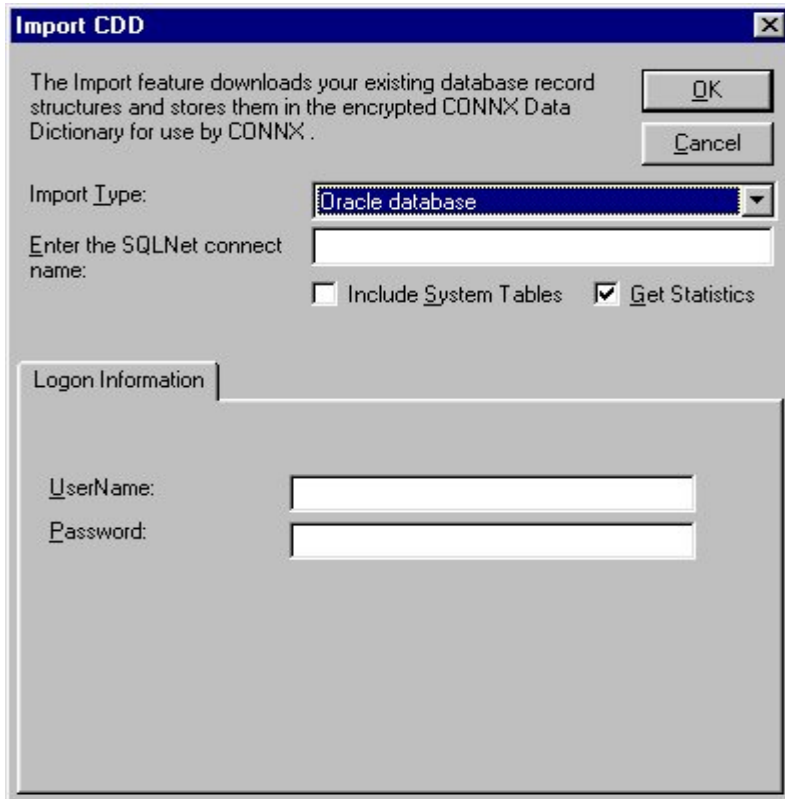 Import CDD
The Import feature downloads your existing database record
structures and stores them in the encrypted CONNX Data
Dictionary for use by CONNX .
OK
Cancel
Import Type:
Oracle database
Enter the SQLNet connect
name:
Include System Tables
Get Statistics
Logon Information
UserName:
Password: